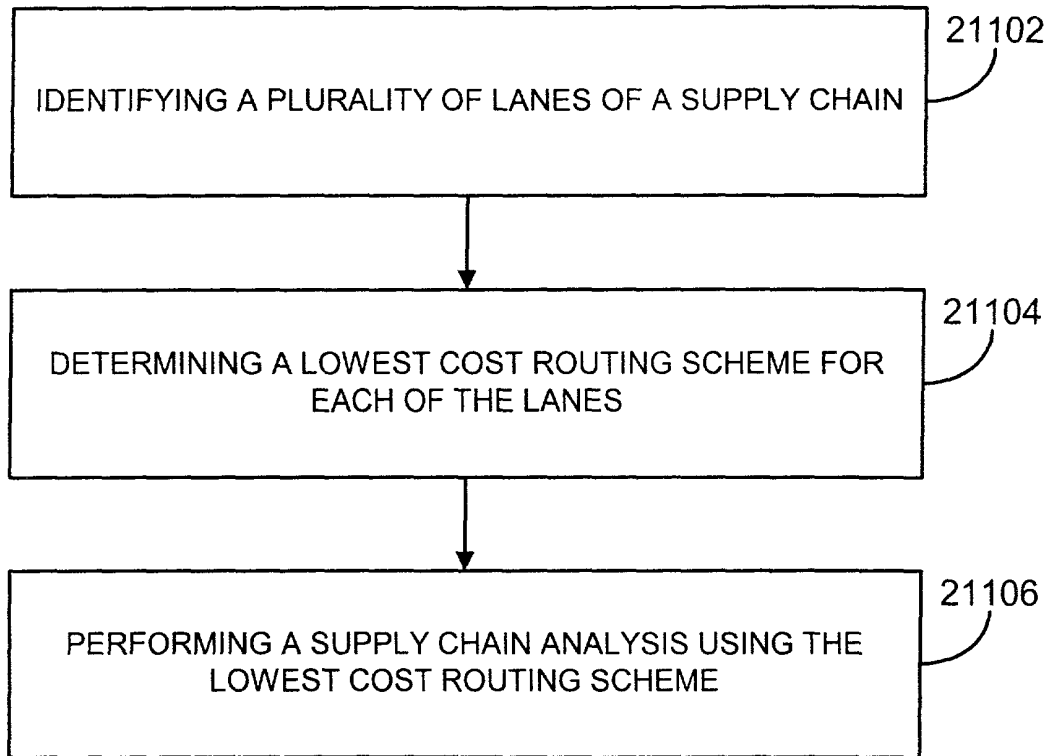 21102
IDENTIFYING A PLURALITY OF LANES OF A SUPPLY CHAIN
21104
DETERMINING A LOWEST COST ROUTING SCHEME FOR
EACH OF THE LANES
21106
PERFORMING A SUPPLY CHAIN ANALYSIS USING THE
LOWEST COST ROUTING SCHEME